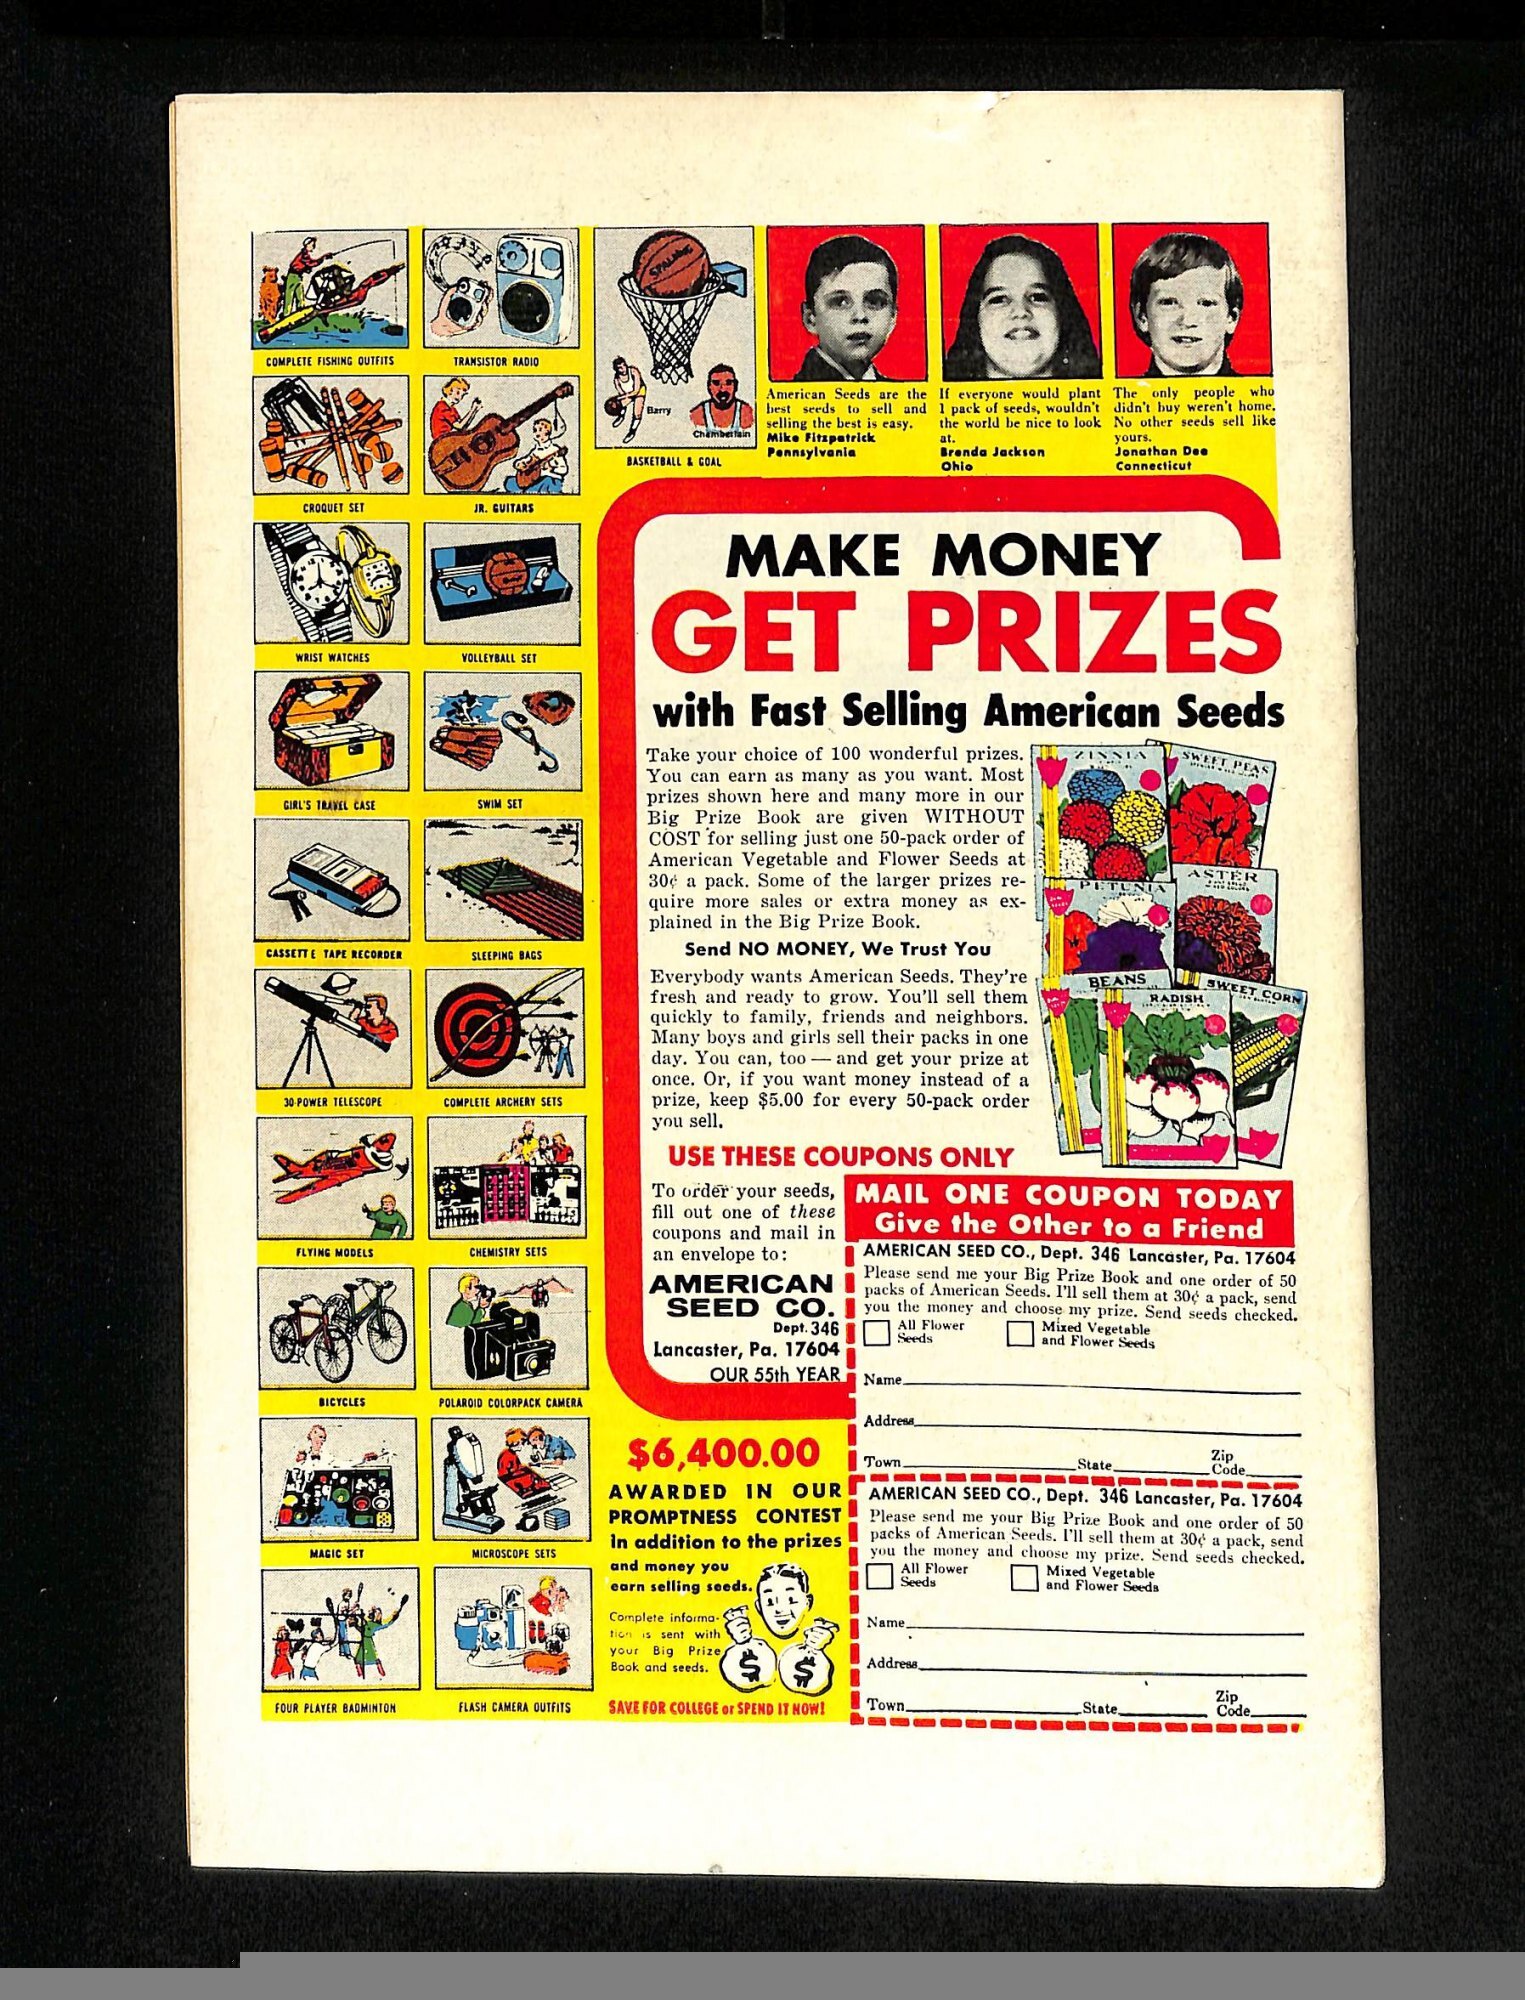 COMPLETE FISHING OUTFITS
TRANSISTOR RADIO
SPALDING
Barry
Chamberlain
BASKETBALL & GOAL
American Seeds are the
best seeds to sell and
selling the best is easy.
Mike Fitzpatrick
Pennsylvania
If everyone would plant
1 pack of seeds, wouldn't
the world be nice to look
at.
Brenda Jackson
Ohio
The only people who
didn't buy weren't home.
No other seeds sell like
yours.
Jonathan Dee
Connecticut
CROQUET SET
JR. GUITARS
WRIST WATCHES
VOLLEYBALL SET
GIRL'S TRAVEL CASE
SWIM SET
CASSETTE TAPE RECORDER
SLEEPING BAGS
30-POWER TELESCOPE
COMPLETE ARCHERY SETS
FLYING MODELS
CHEMISTRY SETS
BICYCLES
POLAROID COLORPACK CAMERA
MAGIC SET
MICROSCOPE SETS
FOUR PLAYER BADMINTON
FLASH CAMERA OUTFITS
MAKE MONEY
GET PRIZES
with Fast Selling American Seeds
Take your choice of 100 wonderful prizes.
You can earn as many as you want. Most
prizes shown here and many more in our
Big Prize Book are given WITHOUT
COST for selling just one 50-pack order of
American Vegetable and Flower Seeds at
30¢ a pack. Some of the larger prizes re-
quire more sales or extra money as ex-
plained in the Big Prize Book.
Send NO MONEY, We Trust You
Everybody wants American Seeds. They're
fresh and ready to grow. You'll sell them
quickly to family, friends and neighbors.
Many boys and girls sell their packs in one
day. You can, too — and get your prize at
once. Or, if you want money instead of a
prize, keep $5.00 for every 50-pack order
you sell.
ZINNIA
SWEET PEAS
PETUNIA
ASTER
BEANS
RADISH
SWEET CORN
USE THESE COUPONS ONLY
To order your seeds,
fill out one of these
coupons and mail in
an envelope to:
AMERICAN
SEED CO.
Dept. 346
Lancaster, Pa. 17604
OUR 55th YEAR
MAIL ONE COUPON TODAY
Give the Other to a Friend
AMERICAN SEED CO., Dept. 346 Lancaster, Pa. 17604
Please send me your Big Prize Book and one order of 50
packs of American Seeds. I'll sell them at 30¢ a pack, send
you the money and choose my prize. Send seeds checked.
All Flower Seeds
Mixed Vegetable and Flower Seeds
Name
Address
Town State Zip Code
AMERICAN SEED CO., Dept. 346 Lancaster, Pa. 17604
Please send me your Big Prize Book and one order of 50
packs of American Seeds. I'll sell them at 30¢ a pack, send
you the money and choose my prize. Send seeds checked.
All Flower Seeds
Mixed Vegetable and Flower Seeds
Name
Address
Town State Zip Code
$6,400.00
AWARDED IN OUR
PROMPTNESS CONTEST
in addition to the prizes
and money you
earn selling seeds.
Complete informa-
tion is sent with
your Big Prize
Book and seeds.
$ $
SAVE FOR COLLEGE or SPEND IT NOW!